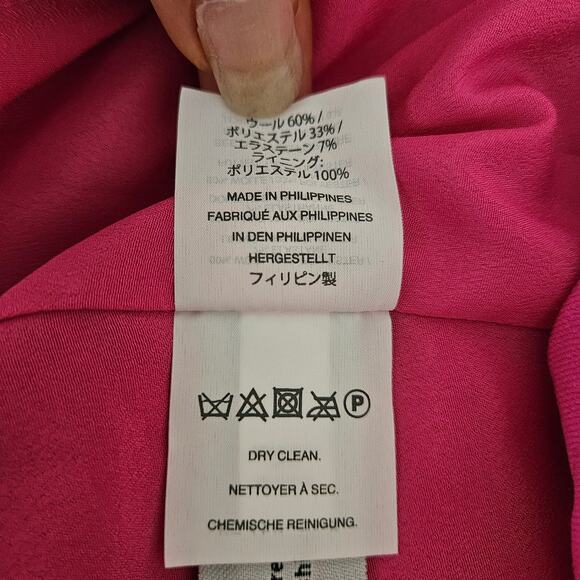 ウール 60% /
ポリエステル 33% /
エラステーン 7%
ライニング:
ポリエステル 100%
MADE IN PHILIPPINES
FABRIQUÉ AUX PHILIPPINES
IN DEN PHILIPPINEN
HERGESTELLT
フィリピン製
P
DRY CLEAN.
NETTOYER À SEC.
CHEMISCHE REINIGUNG.